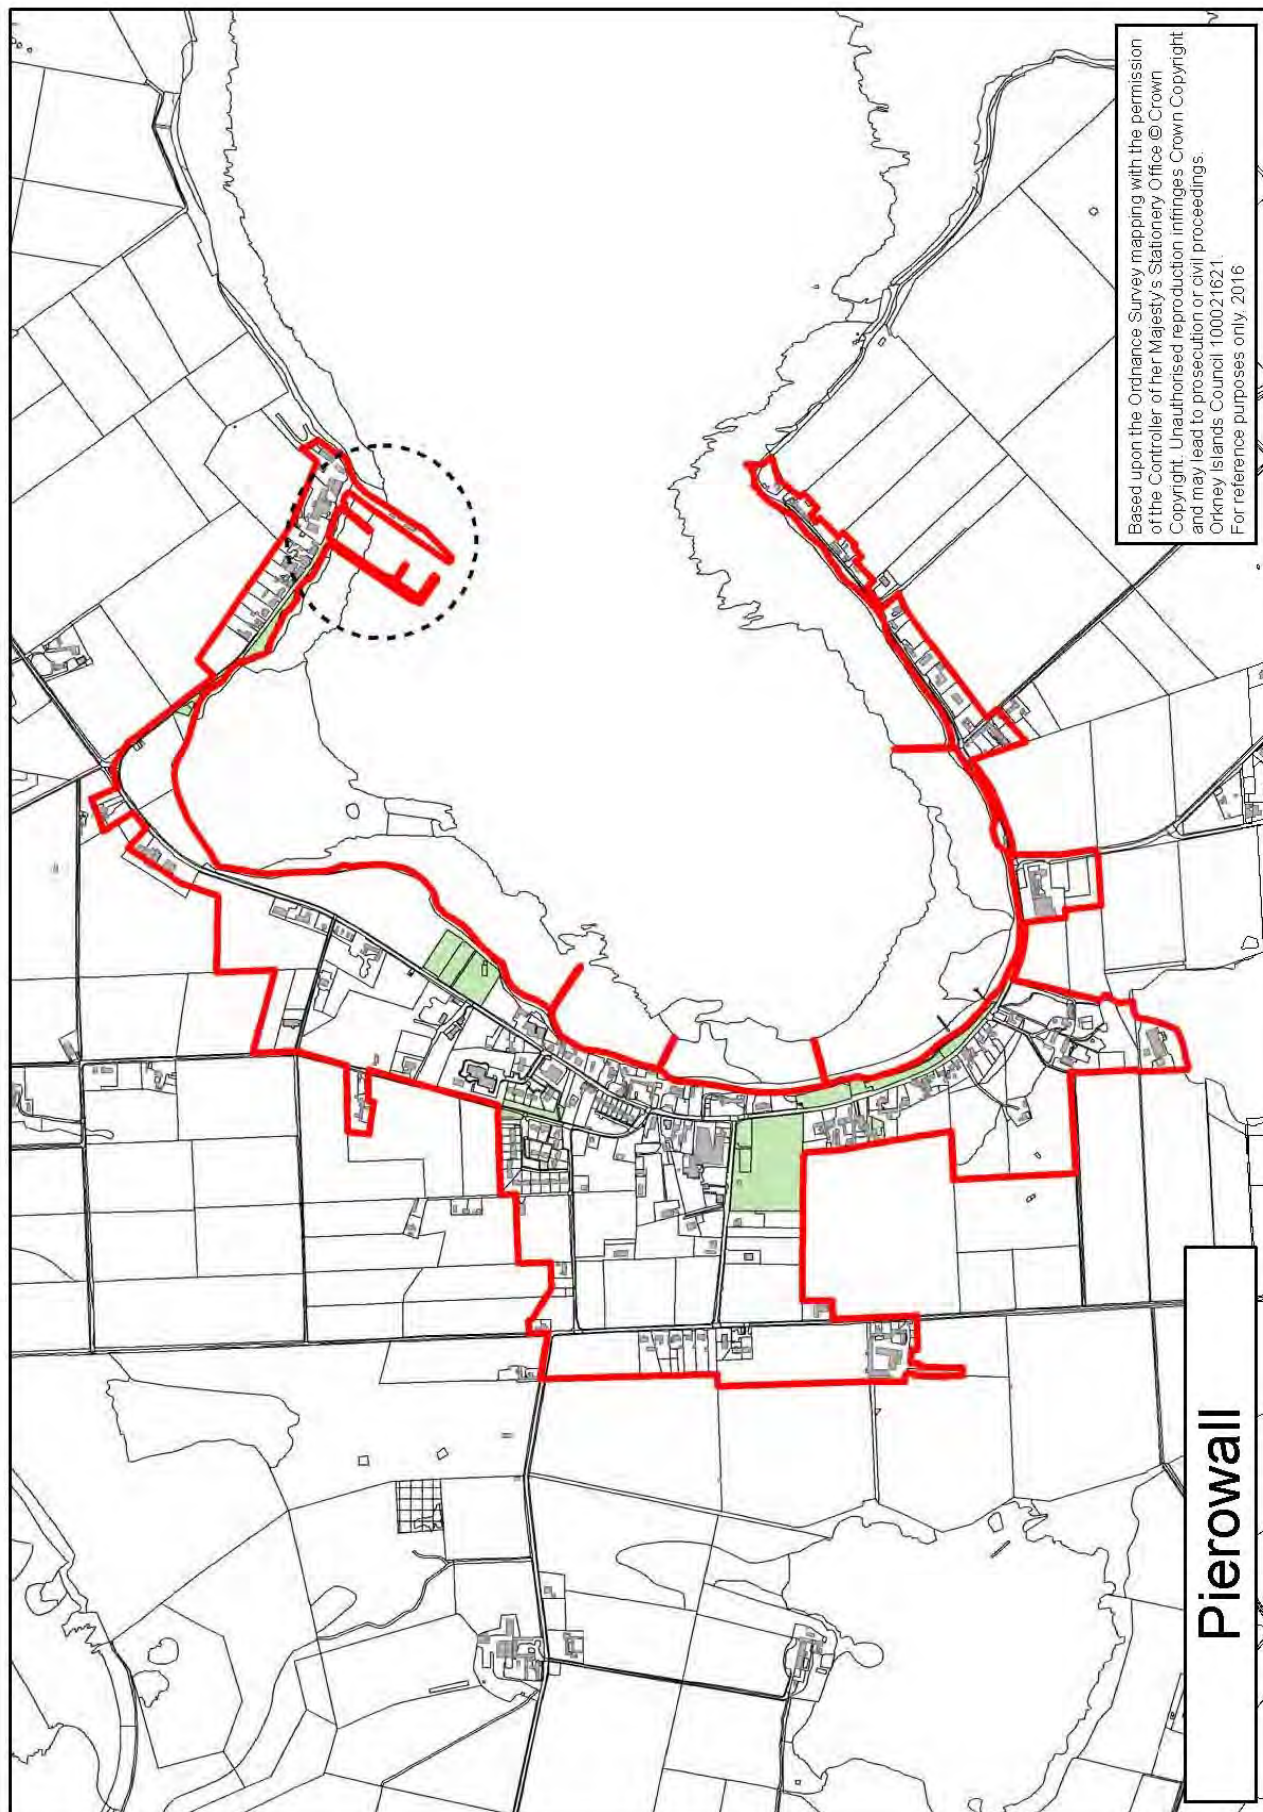 Pierowall
Based upon the Ordnance Survey mapping with the permission
of the Controller of her Majesty's Stationery Office © Crown
Copyright. Unauthorised reproduction infringes Crown Copyright
and may lead to prosecution or civil proceedings.
Orkney Islands Council 100021621.
For reference purposes only, 2016